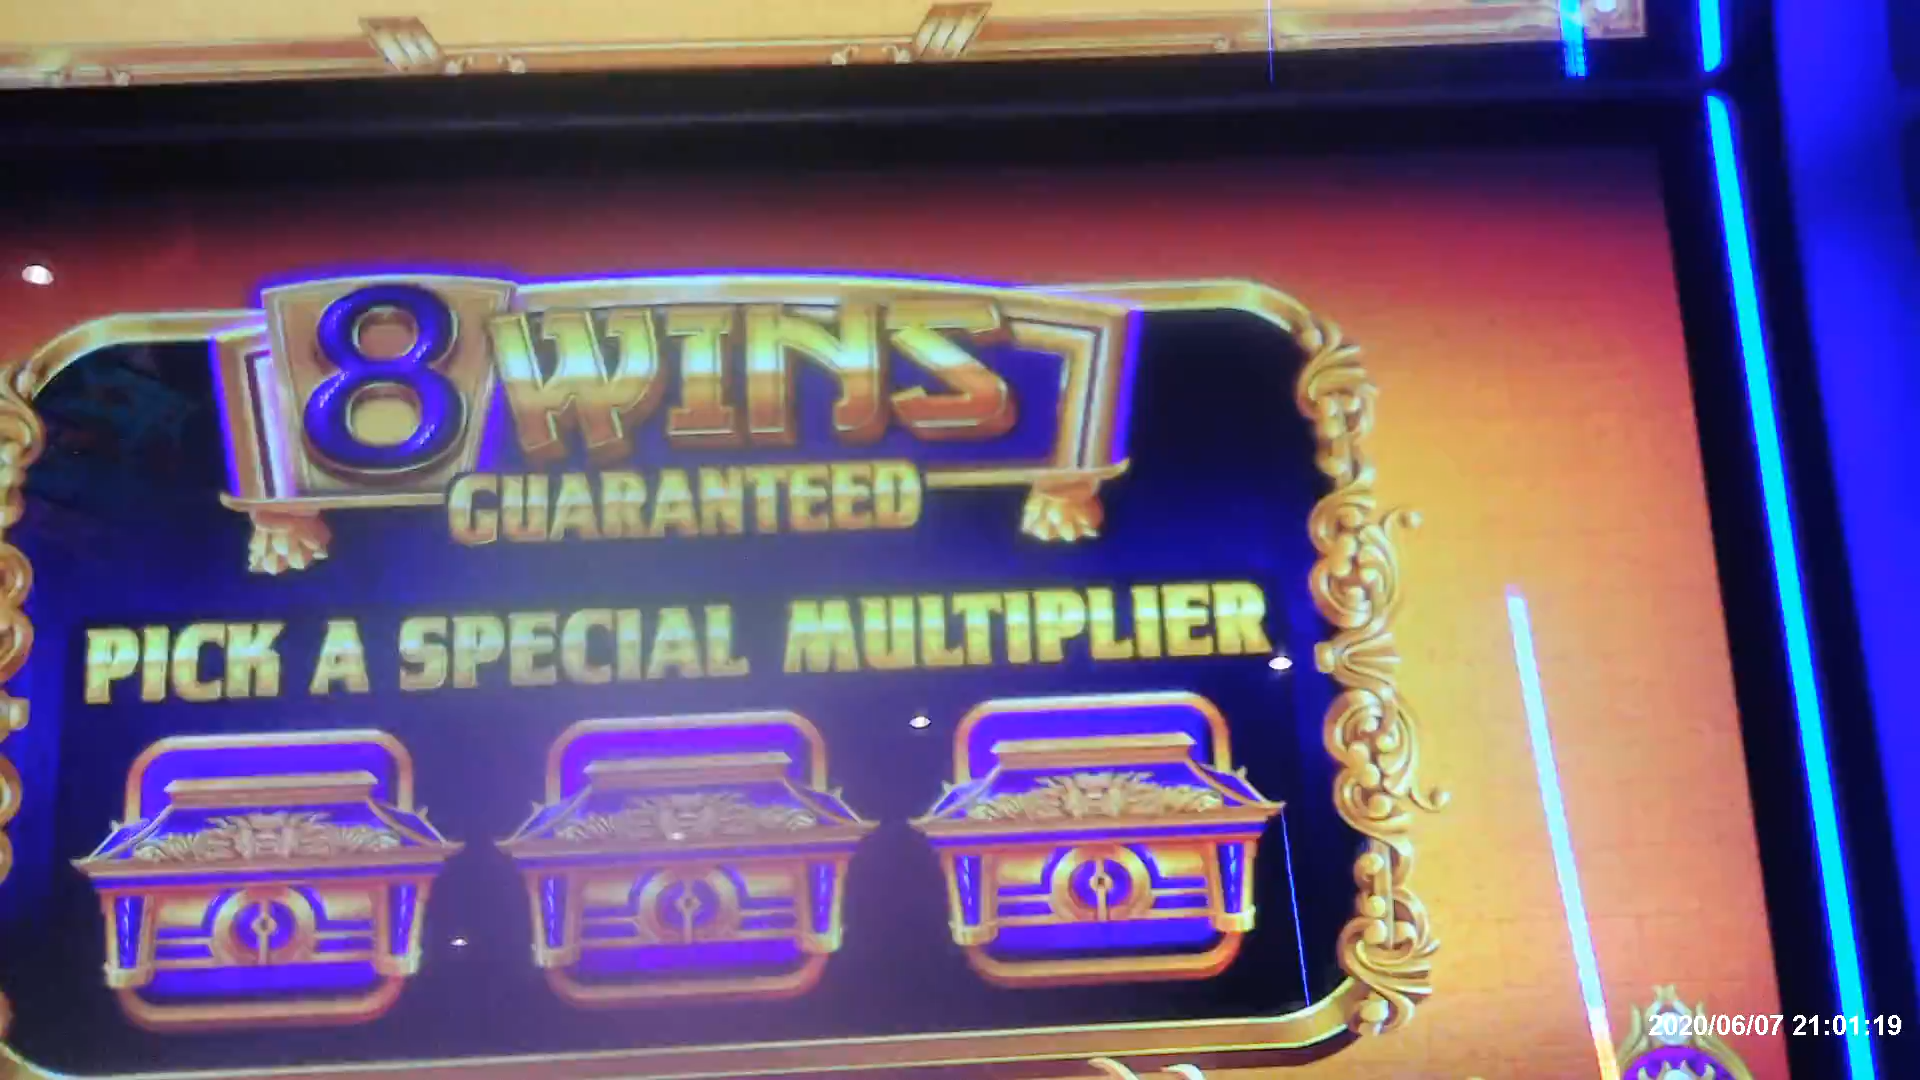 8 WINS
GUARANTEED
PICK A SPECIAL MULTIPLIER
2020/06/07 21:01:19